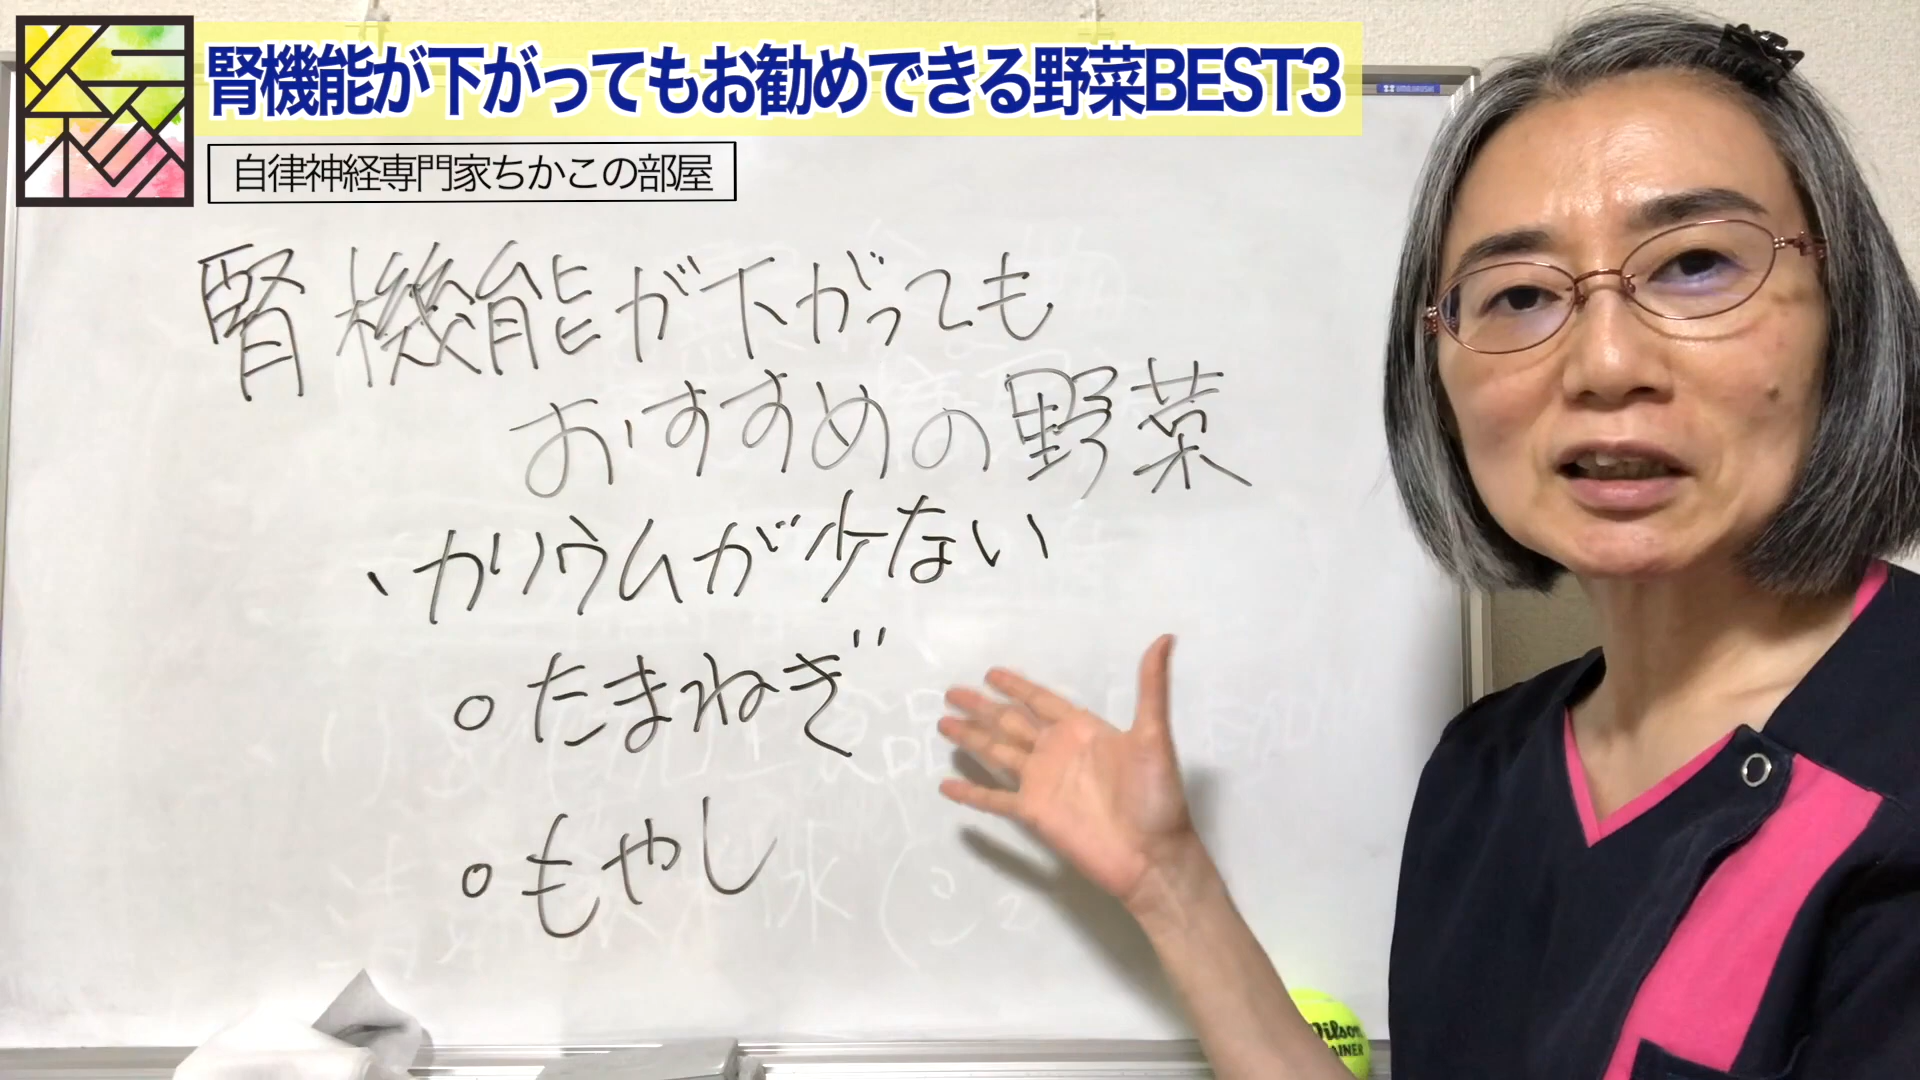 腎機能が下がってもお勧めできる野菜BEST3
自律神経専門家ちかこの部屋
腎機能が下がっても
おすすめの野菜
・カリウムが少ない
○たまねぎ
○もやし
Wilson